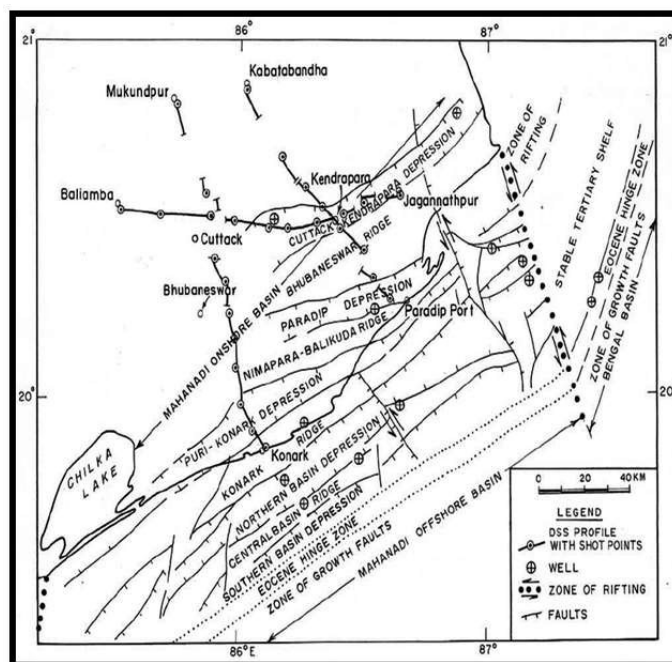 86°
87°
21°
21°
Kabatabandha
Mukundpur
ZONE OF
RIFTING
Kendrapara
CUTTACK KENDRAPARA DEPRESSION
Baliamba
Jagannathpur
Cuttack
BHUBANESWAR RIDGE
STABLE TERTIARY SHELF
EOCENE HINGE ZONE
ZONE OF GROWTH FAULTS
BENGAL BASIN
Bhubaneswar
MAHANADI ONSHORE BASIN
PARADIP DEPRESSION
Paradip Port
NIMAPARA-BALIKUDA RIDGE
20°
20°
PURI-KONARK DEPRESSION
CHILKA
LAKE
Konark
KONARK RIDGE
NORTHERN BASIN DEPRESSION
CENTRAL BASIN RIDGE
SOUTHERN BASIN DEPRESSION
EOCENE HINGE ZONE
ZONE OF GROWTH FAULTS
MAHANADI OFFSHORE BASIN
0 20 40 KM
LEGEND
DSS PROFILE
WITH SHOT POINTS
WELL
ZONE OF RIFTING
FAULTS
86°E
87°